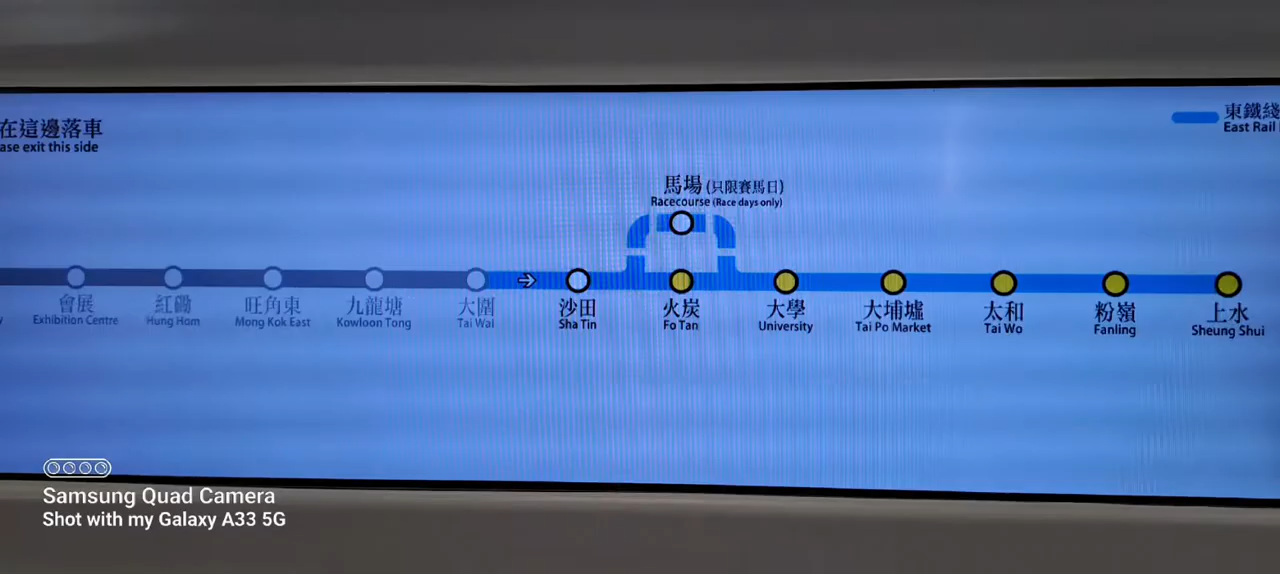 在這邊落車
ase exit this side
東鐵綫
East Rail
馬場 (只限賽馬日)
Racecourse (Race days only)
會展
Exhibition Centre
紅磡
Hung Hom
旺角東
Mong Kok East
九龍塘
Kowloon Tong
大圍
Tai Wai
沙田
Sha Tin
火炭
Fo Tan
大學
University
大埔墟
Tai Po Market
太和
Tai Wo
粉嶺
Fanling
上水
Sheung Shui
Samsung Quad Camera
Shot with my Galaxy A33 5G